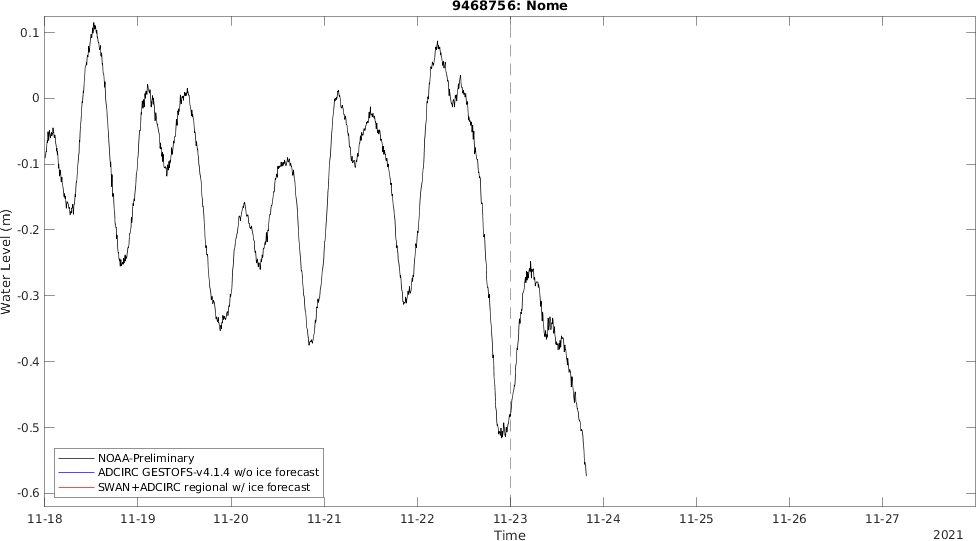 9468756: Nome
0.1
0
-0.1
-0.2
-0.3
-0.4
-0.5
-0.6
Water Level (m)
NOAA-Preliminary
ADCIRC GESTOFS-v4.1.4 w/o ice forecast
SWAN+ADCIRC regional w/ ice forecast
11-18 11-19 11-20 11-21 11-22 11-23 11-24 11-25 11-26 11-27
Time
2021